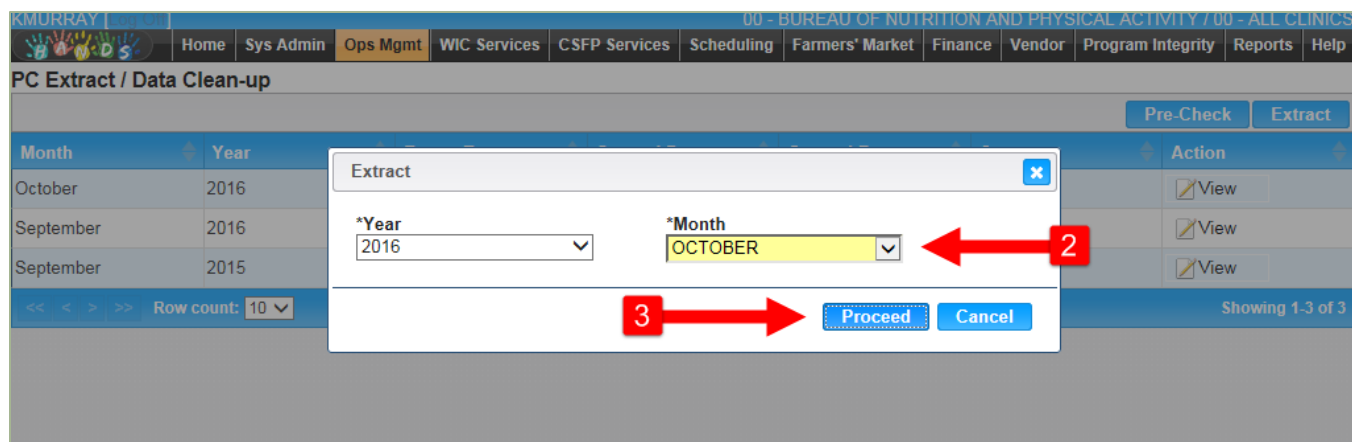 KMURRAY [Log Off] 00 - BUREAU OF NUTRITION AND PHYSICAL ACTIVITY / 00 - ALL CLINICS
HANDS Home Sys Admin Ops Mgmt WIC Services CSFP Services Scheduling Farmers' Market Finance Vendor Program Integrity Reports Help
PC Extract / Data Clean-up
Pre-Check Extract
Month Year Action
Extract
October 2016 View
*Year *Month
September 2016 View
2016 OCTOBER 2
September 2015 View
<< < > >> Row count: 10 Showing 1-3 of 3
3 Proceed Cancel